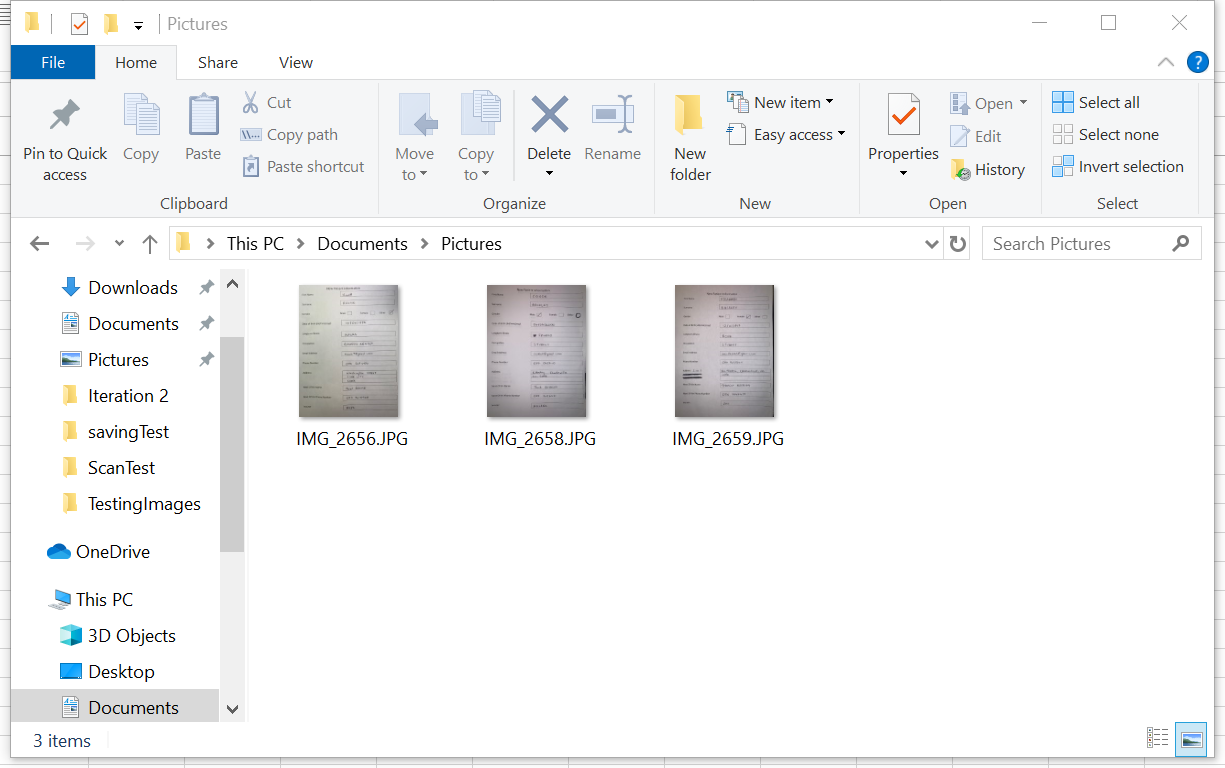 Pictures
File Home Share View
Pin to Quick access
Copy
Paste
Cut
Copy path
Paste shortcut
Clipboard
Move to
Copy to
Delete
Rename
Organize
New folder
New item
Easy access
New
Properties
Open
Edit
History
Open
Select all
Select none
Invert selection
Select
This PC Documents Pictures
Search Pictures
Downloads
Documents
Pictures
Iteration 2
savingTest
ScanTest
TestingImages
OneDrive
This PC
3D Objects
Desktop
Documents
IMG_2656.JPG
IMG_2658.JPG
IMG_2659.JPG
3 items